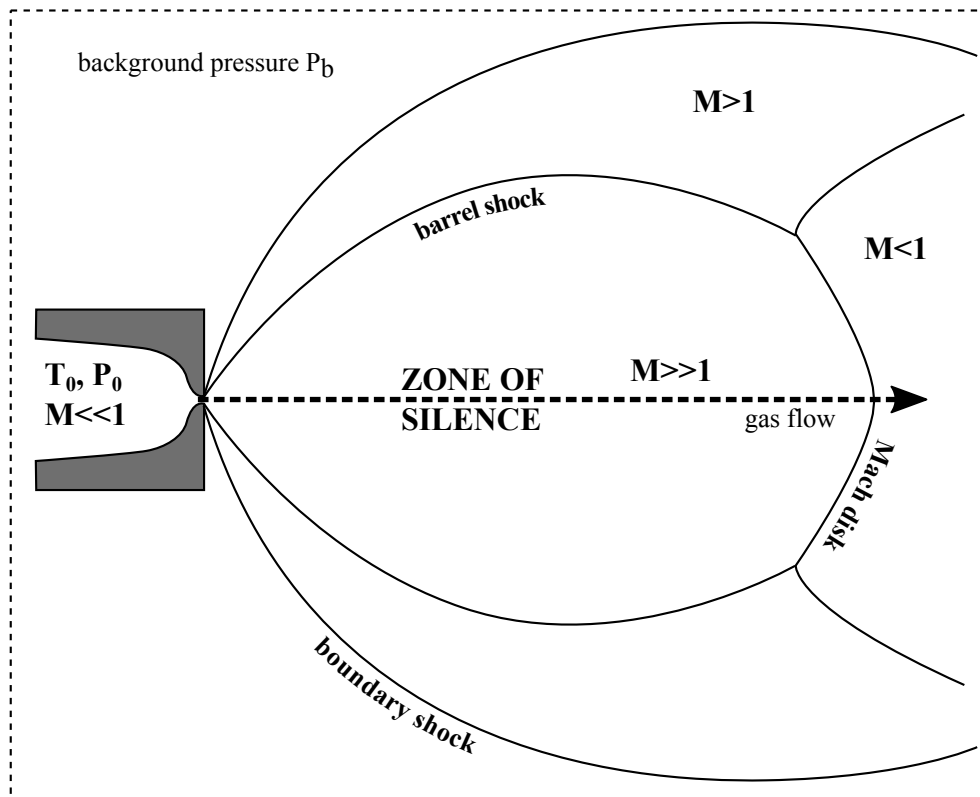 background pressure Pb
M>1
barrel shock
M<1
T0, P0
M<<1
ZONE OF
SILENCE
M>>1
gas flow
Mach disk
boundary shock